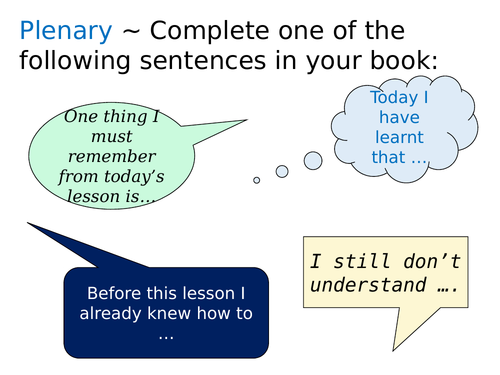 Plenary ~ Complete one of the
following sentences in your book:
One thing I
must
remember
from today’s
lesson is…
Today I
have
learnt
that …
Before this lesson I
already knew how to
…
I still don’t
understand ….